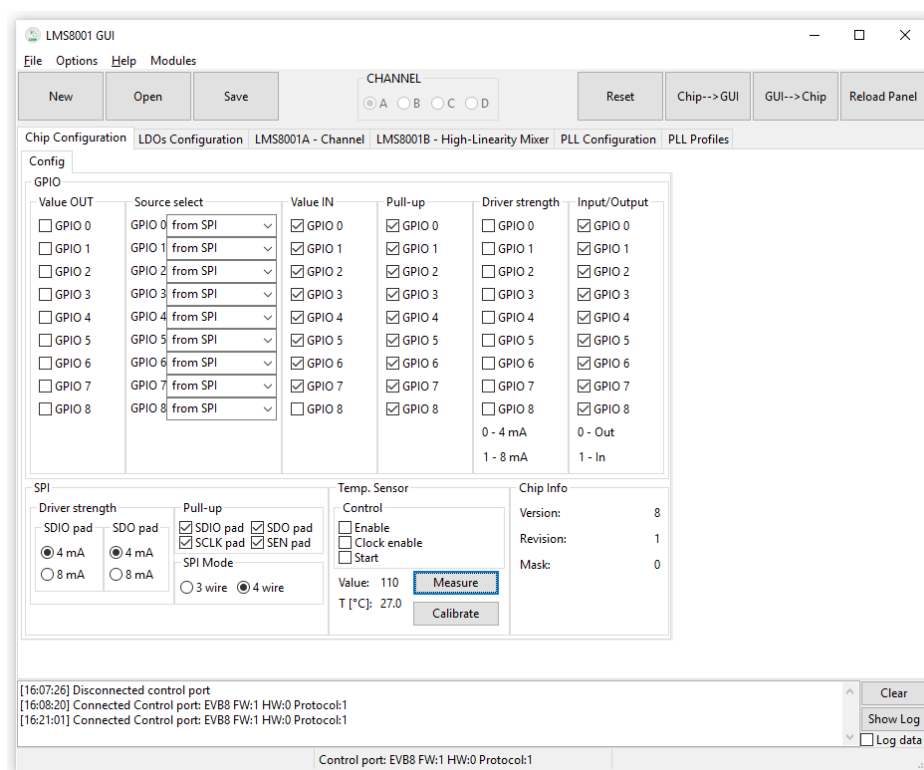 LMS8001 GUI
File Options Help Modules
New Open Save CHANNEL A B C D Reset Chip-->GUI GUI-->Chip Reload Panel
Chip Configuration LDOs Configuration LMS8001A - Channel LMS8001B - High-Linearity Mixer PLL Configuration PLL Profiles
Config
GPIO
Value OUT Source select Value IN Pull-up Driver strength Input/Output
GPIO 0 GPIO 0 from SPI GPIO 0 GPIO 0 GPIO 0 GPIO 0
GPIO 1 GPIO 1 from SPI GPIO 1 GPIO 1 GPIO 1 GPIO 1
GPIO 2 GPIO 2 from SPI GPIO 2 GPIO 2 GPIO 2 GPIO 2
GPIO 3 GPIO 3 from SPI GPIO 3 GPIO 3 GPIO 3 GPIO 3
GPIO 4 GPIO 4 from SPI GPIO 4 GPIO 4 GPIO 4 GPIO 4
GPIO 5 GPIO 5 from SPI GPIO 5 GPIO 5 GPIO 5 GPIO 5
GPIO 6 GPIO 6 from SPI GPIO 6 GPIO 6 GPIO 6 GPIO 6
GPIO 7 GPIO 7 from SPI GPIO 7 GPIO 7 GPIO 7 GPIO 7
GPIO 8 GPIO 8 from SPI GPIO 8 GPIO 8 GPIO 8 GPIO 8
0 - 4 mA 0 - Out
1 - 8 mA 1 - In
SPI Temp. Sensor Chip Info
Driver strength Pull-up Control Version: 8
SDIO pad SDO pad SDIO pad SDO pad Enable
4 mA 4 mA SCLK pad SEN pad Clock enable Revision: 1
SPI Mode Start Mask: 0
8 mA 8 mA 3 wire 4 wire Value: 110 Measure
T [°C]: 27.0 Calibrate
[16:07:26] Disconnected control port
[16:08:20] Connected Control port: EVB8 FW:1 HW:0 Protocol:1
[16:21:01] Connected Control port: EVB8 FW:1 HW:0 Protocol:1
Clear
Show Log
Log data
Control port: EVB8 FW:1 HW:0 Protocol:1